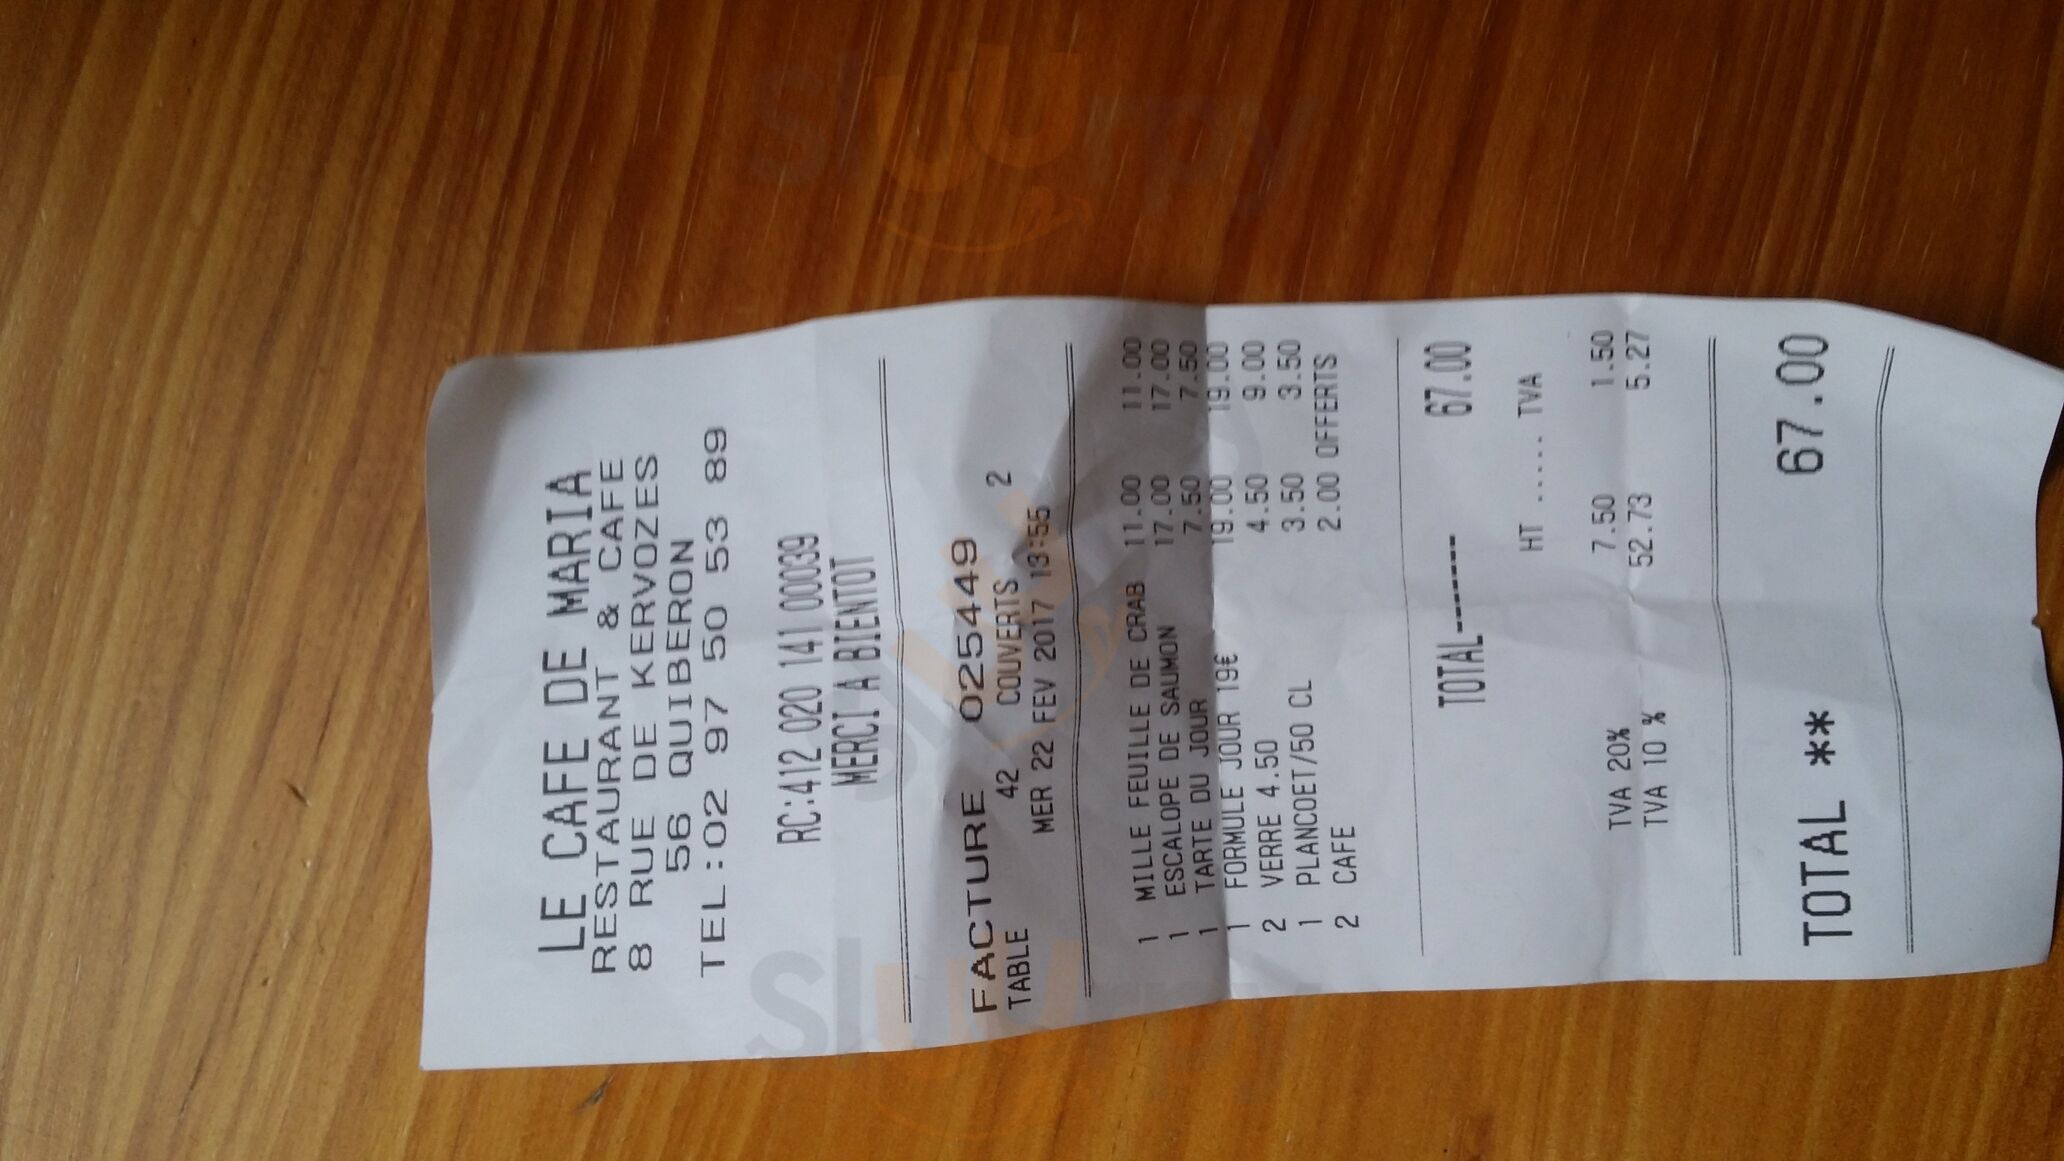 LE CAFE DE MARIA
RESTAURANT & CAFE
8 RUE DE KERVOZES
56 QUIBERON
TEL:02 97 50 53 89
RC:412 020 141 00039
MERCI A BIENTOT
FACTURE 025449
TABLE 42 COUVERTS 2
MER 22 FEV 2017 13:55
1 MILLE FEUILLE DE CRAB 11.00 11.00
1 ESCALOPE DE SAUMON 17.00 17.00
1 TARTE DU JOUR 7.50 7.50
1 FORMULE JOUR 19€ 19.00 19.00
2 VERRE 4.50 4.50 9.00
1 PLANCOET/50 CL 3.50 3.50
2 CAFE 2.00 OFFERTS
TOTAL------ 67.00
HT ..... TVA
TVA 20% 7.50 1.50
TVA 10 % 52.73 5.27
TOTAL ** 67.00
Sluurpy
Sluurpy
Sluurpy